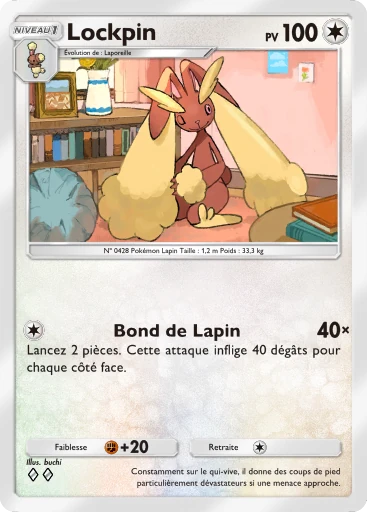 NIVEAU 1
Lockpin
PV 100
Évolution de : Laporeille
N° 0428 Pokémon Lapin Taille : 1,2 m Poids : 33,3 kg
Bond de Lapin 40×
Lancez 2 pièces. Cette attaque inflige 40 dégâts pour
chaque côté face.
Faiblesse +20
Retraite
Illus. buchi
Constamment sur le qui-vive, il donne des coups de pied
particulièrement dévastateurs si une menace approche.